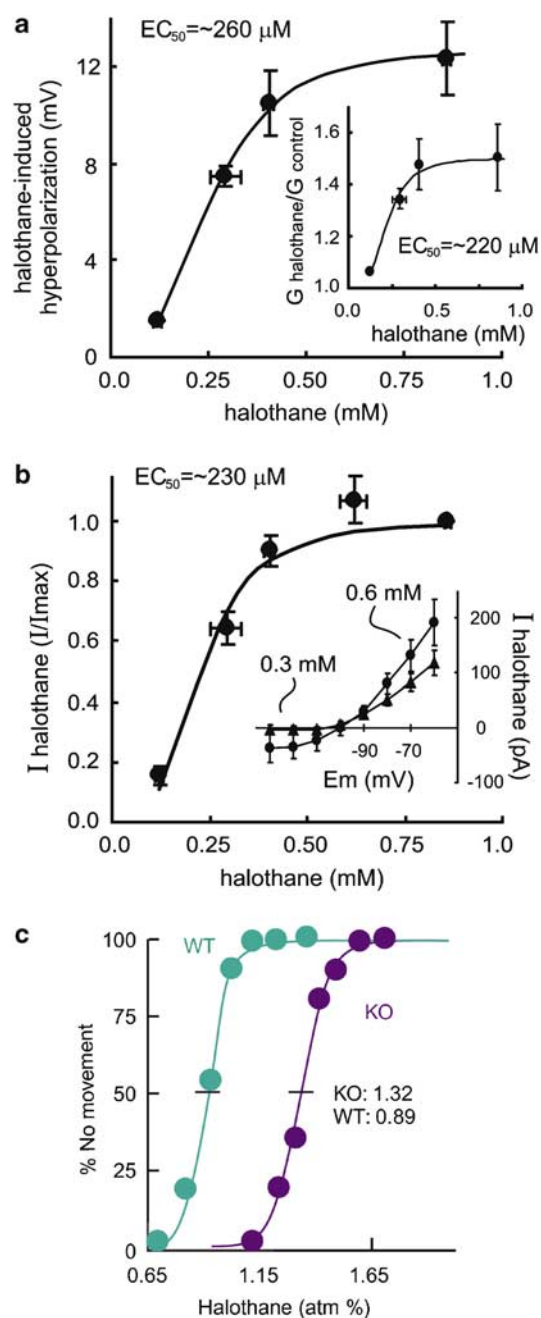 a
EC50=~260 µM
halothane-induced
hyperpolarization (mV)
12
8
4
0
0.0
0.25
0.50
0.75
1.0
halothane (mM)
G halothane/G control
1.6
1.4
1.2
1.0
EC50=~220 µM
0.0
0.5
1.0
halothane (mM)
b
EC50=~230 µM
I halothane (I/Imax)
1.0
0.8
0.6
0.4
0.2
0.0
0.0
0.25
0.50
0.75
1.0
halothane (mM)
0.6 mM
0.3 mM
200
100
0
-100
I halothane (pA)
-90
-70
Em (mV)
c
% No movement
100
75
50
25
0
WT
KO
KO: 1.32
WT: 0.89
0.65
1.15
1.65
Halothane (atm %)